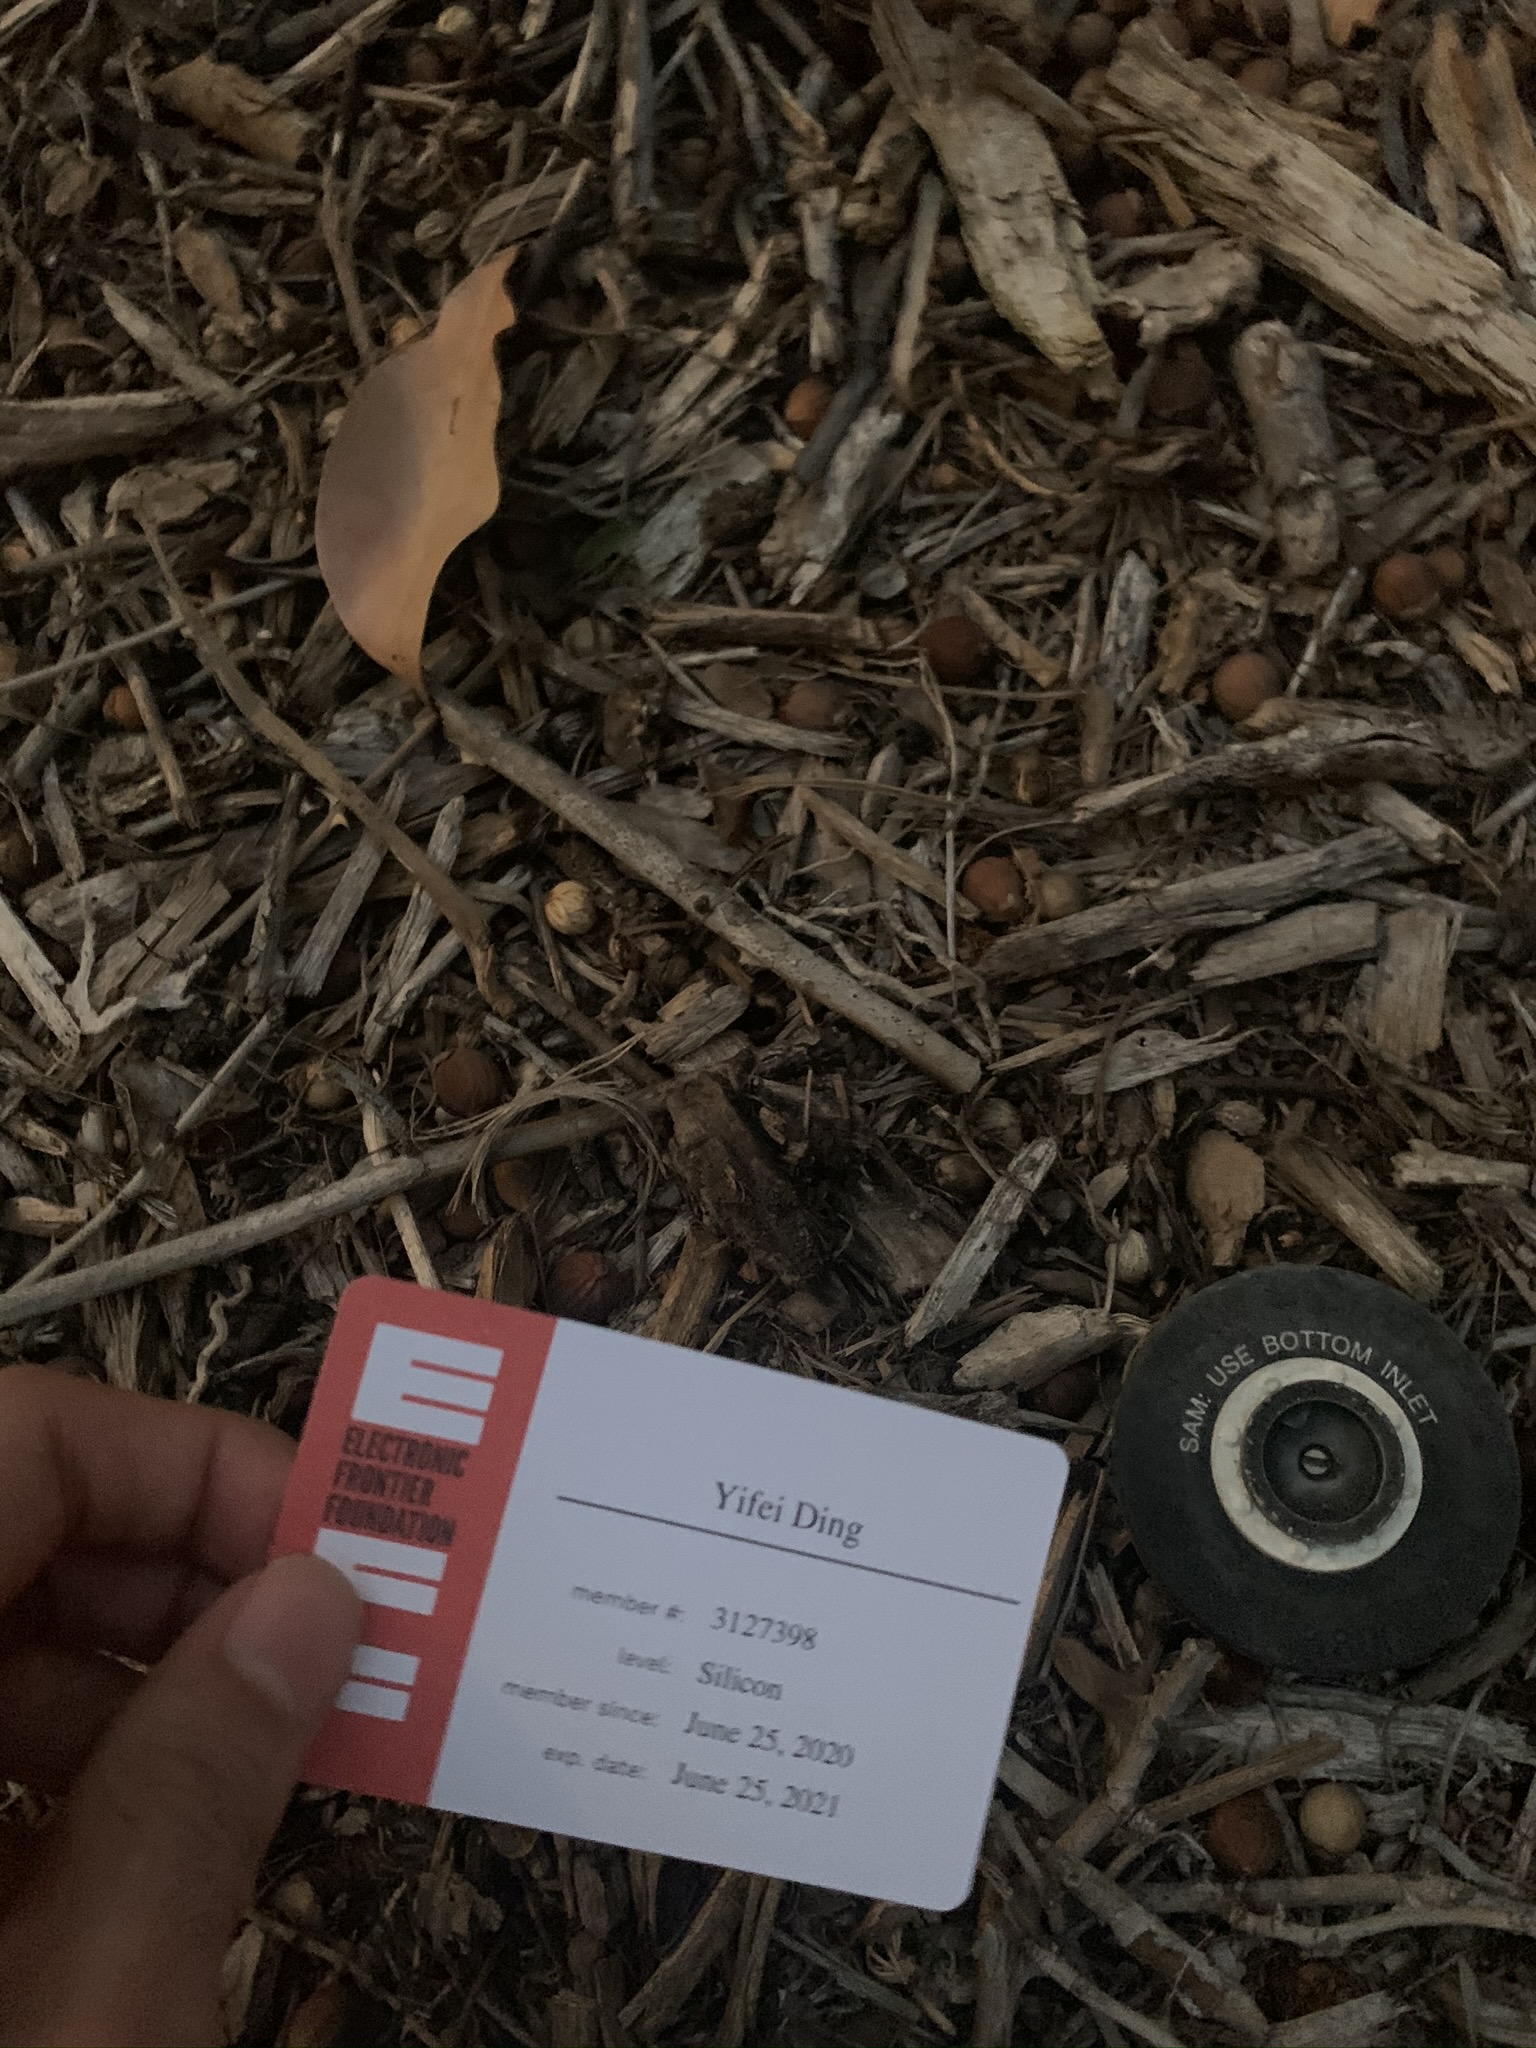 SAM: USE BOTTOM INLET
ELECTRONIC
FRONTIER
FOUNDATION
Yifei Ding
member #: 3127398
level: Silicon
member since: June 25, 2020
exp. date: June 25, 2021